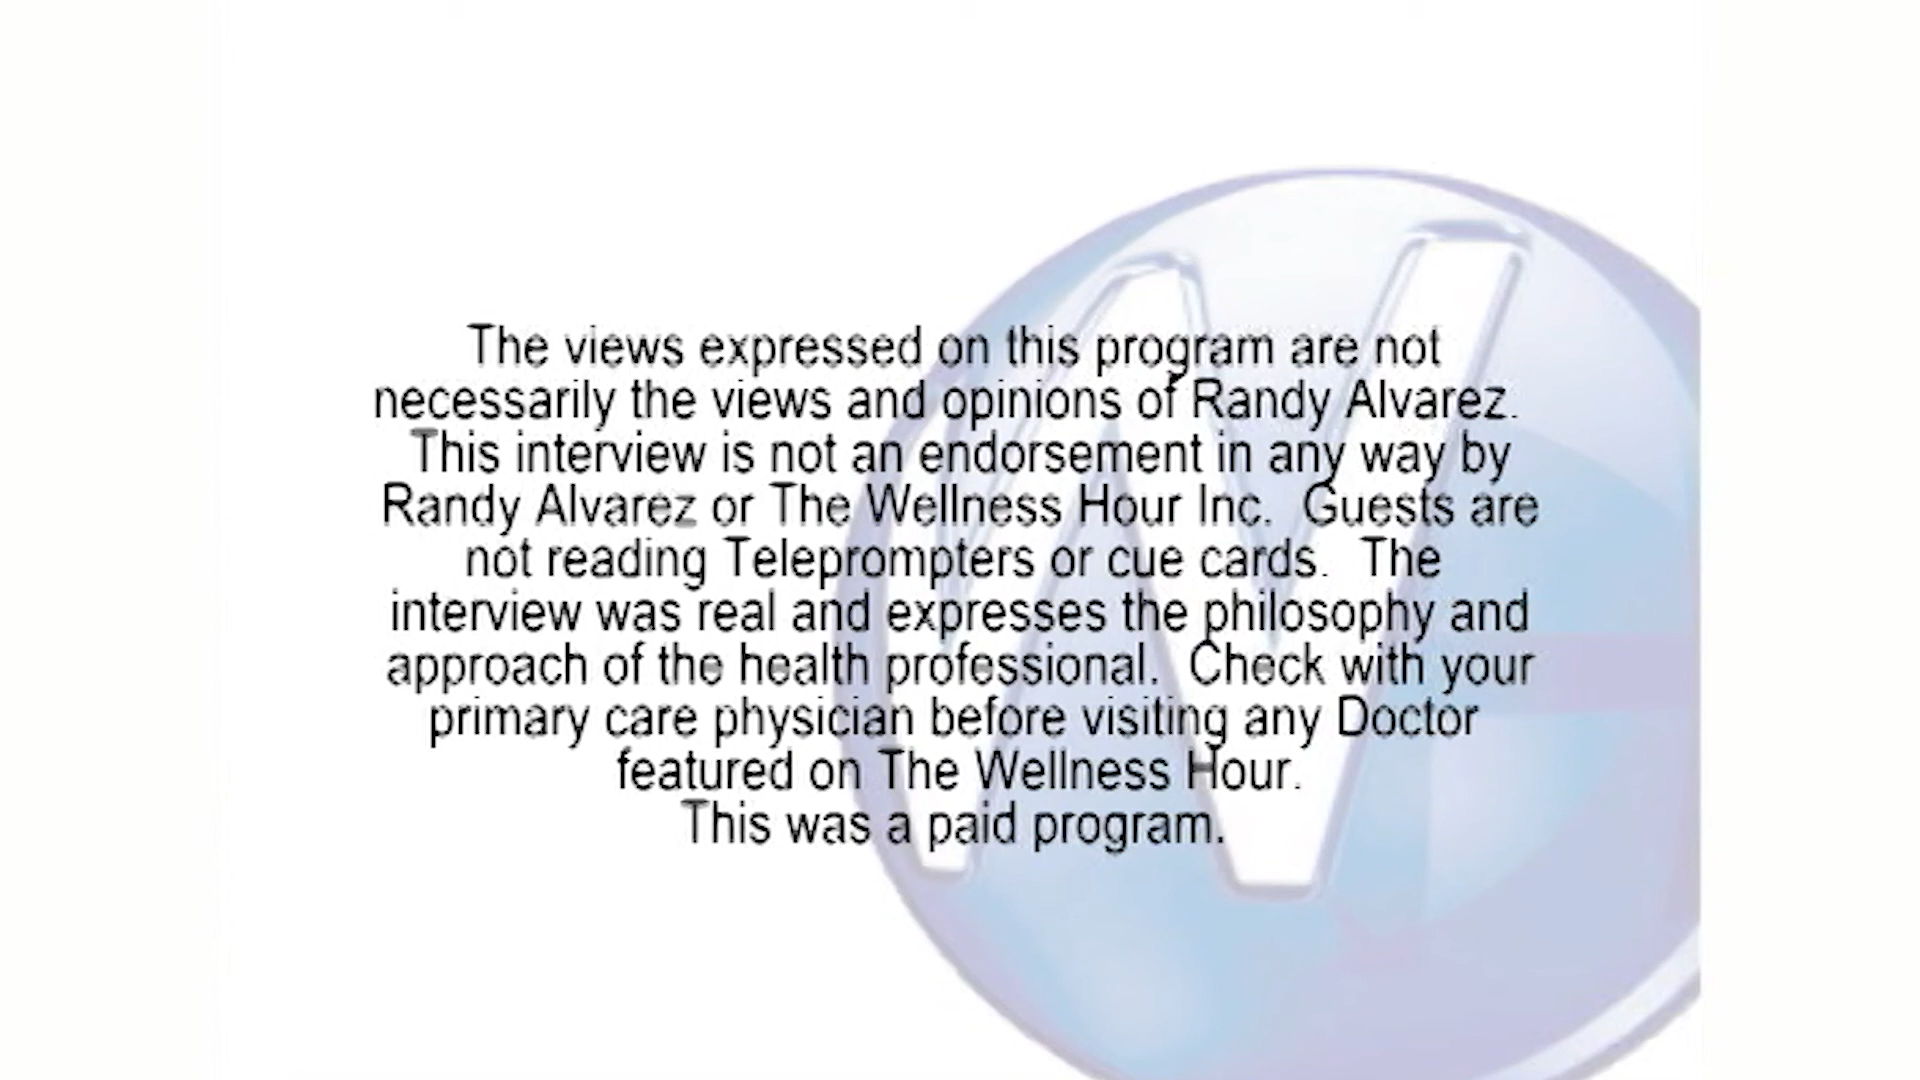 The views expressed on this program are not
necessarily the views and opinions of Randy Alvarez.
This interview is not an endorsement in any way by
Randy Alvarez or The Wellness Hour Inc.  Guests are
not reading Teleprompters or cue cards.  The
interview was real and expresses the philosophy and
approach of the health professional.  Check with your
primary care physician before visiting any Doctor
featured on The Wellness Hour.
This was a paid program.
W